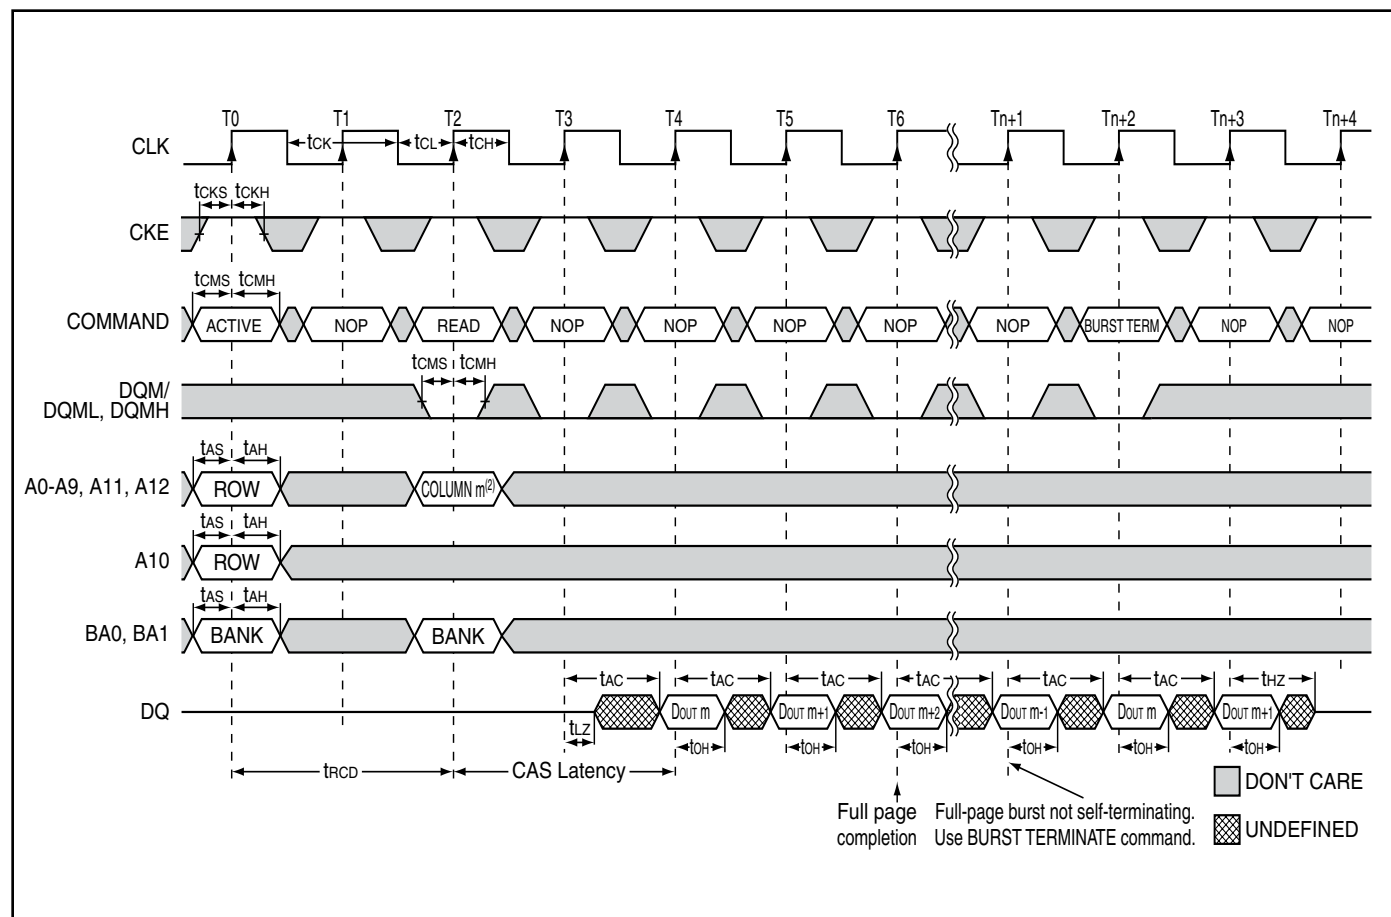 T0 T1 T2 T3 T4 T5 T6 Tn+1 Tn+2 Tn+3 Tn+4
CLK tCK tCL tCH
tCKS tCKH
CKE
tCMS tCMH
COMMAND ACTIVE NOP READ NOP NOP NOP NOP NOP BURST TERM NOP NOP
tCMS tCMH
DQM/
DQML, DQMH
tAS tAH
A0-A9, A11, A12 ROW COLUMN m(2)
tAS tAH
A10 ROW
tAS tAH
BA0, BA1 BANK BANK
tAC tAC tAC tAC tAC tAC tHZ
DQ DOUT m DOUT m+1 DOUT m+2 DOUT m-1 DOUT m DOUT m+1
tLZ tOH tOH tOH tOH tOH tOH
tRCD CAS Latency
DON'T CARE
Full page
completion
Full-page burst not self-terminating.
Use BURST TERMINATE command.
UNDEFINED